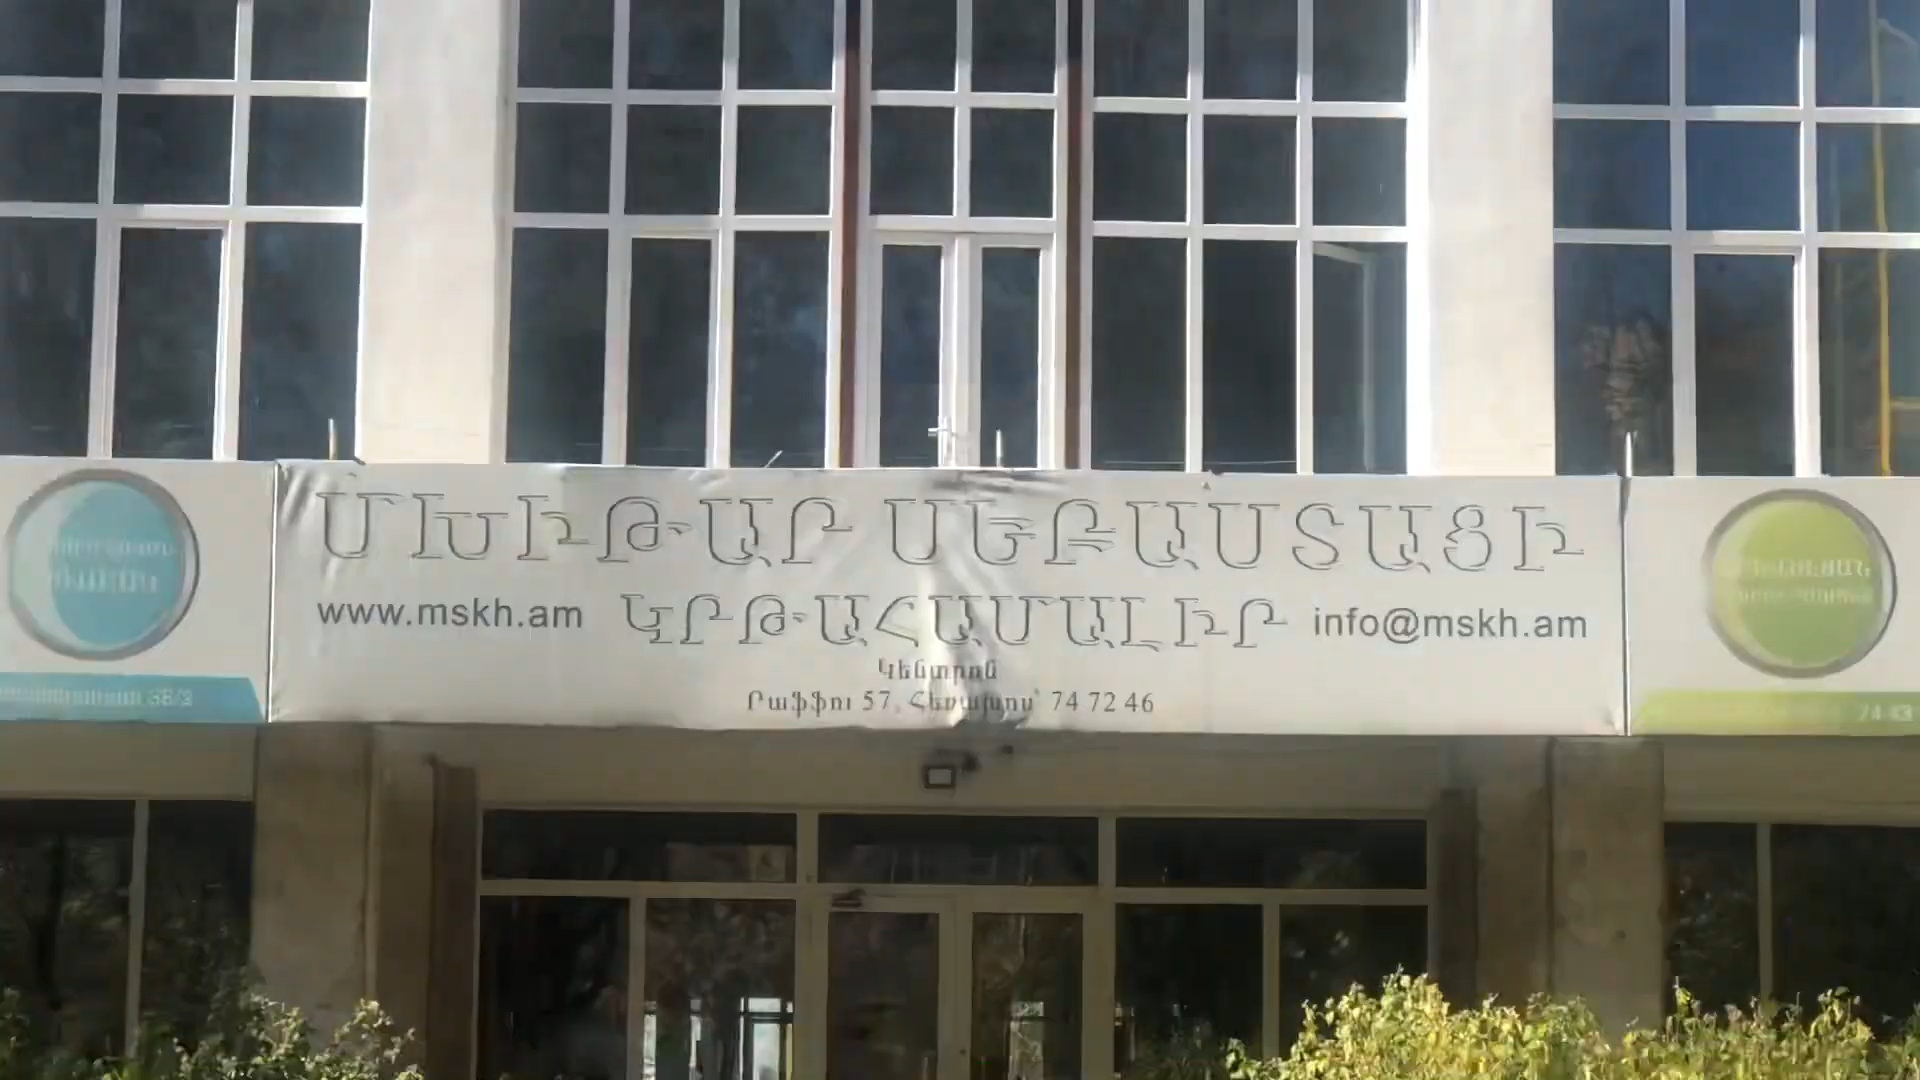 ՄԽԻԹԱՐ ՍԵԲԱՍՏԱՑԻ
www.mskh.am ԿՐԹԱՀԱՄԱԼԻՐ info@mskh.am
Կենտրոն
Րաֆֆու 57, Հեռախոս՝ 74 72 46